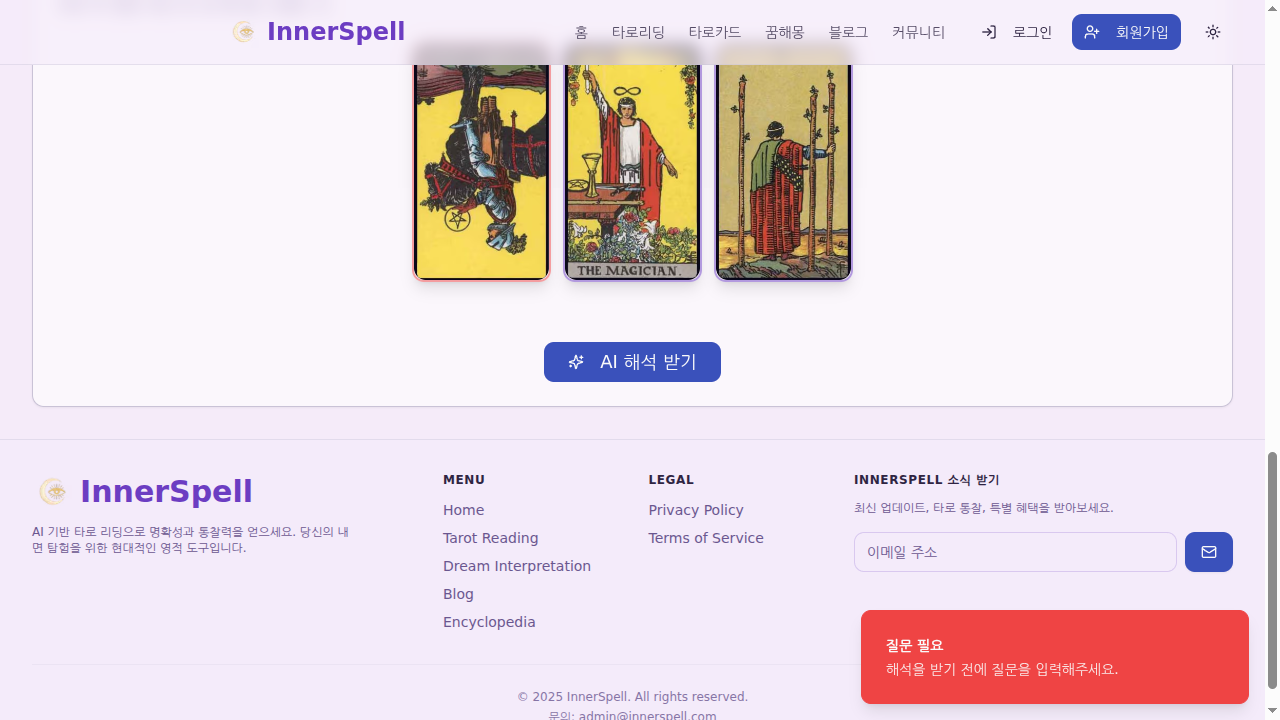 InnerSpell
홈
타로리딩
타로카드
꿈해몽
블로그
커뮤니티
로그인
회원가입
THE MAGICIAN.
AI 해석 받기
InnerSpell
AI 기반 타로 리딩으로 명확성과 통찰력을 얻으세요. 당신의 내
면 탐험을 위한 현대적인 영적 도구입니다.
MENU
Home
Tarot Reading
Dream Interpretation
Blog
Encyclopedia
LEGAL
Privacy Policy
Terms of Service
INNERSPELL 소식 받기
최신 업데이트, 타로 통찰, 특별 혜택을 받아보세요.
이메일 주소
질문 필요
해석을 받기 전에 질문을 입력해주세요.
© 2025 InnerSpell. All rights reserved.
문의: admin@innerspell.com